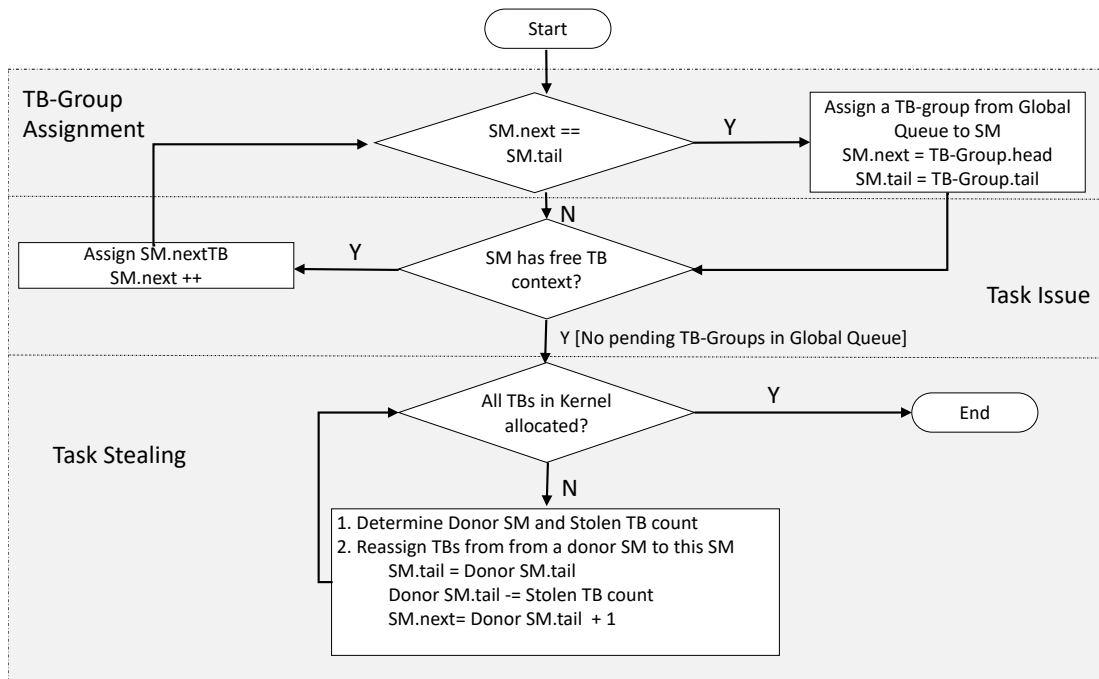 Start
TB-Group
Assignment
SM.next ==
SM.tail
Y
Assign a TB-group from Global
Queue to SM
SM.next = TB-Group.head
SM.tail = TB-Group.tail
N
Assign SM.nextTB
SM.next ++
Y
SM has free TB
context?
Task Issue
Y [No pending TB-Groups in Global Queue]
All TBs in Kernel
allocated?
Y
End
Task Stealing
N
1. Determine Donor SM and Stolen TB count
2. Reassign TBs from from a donor SM to this SM
SM.tail = Donor SM.tail
Donor SM.tail -= Stolen TB count
SM.next= Donor SM.tail + 1